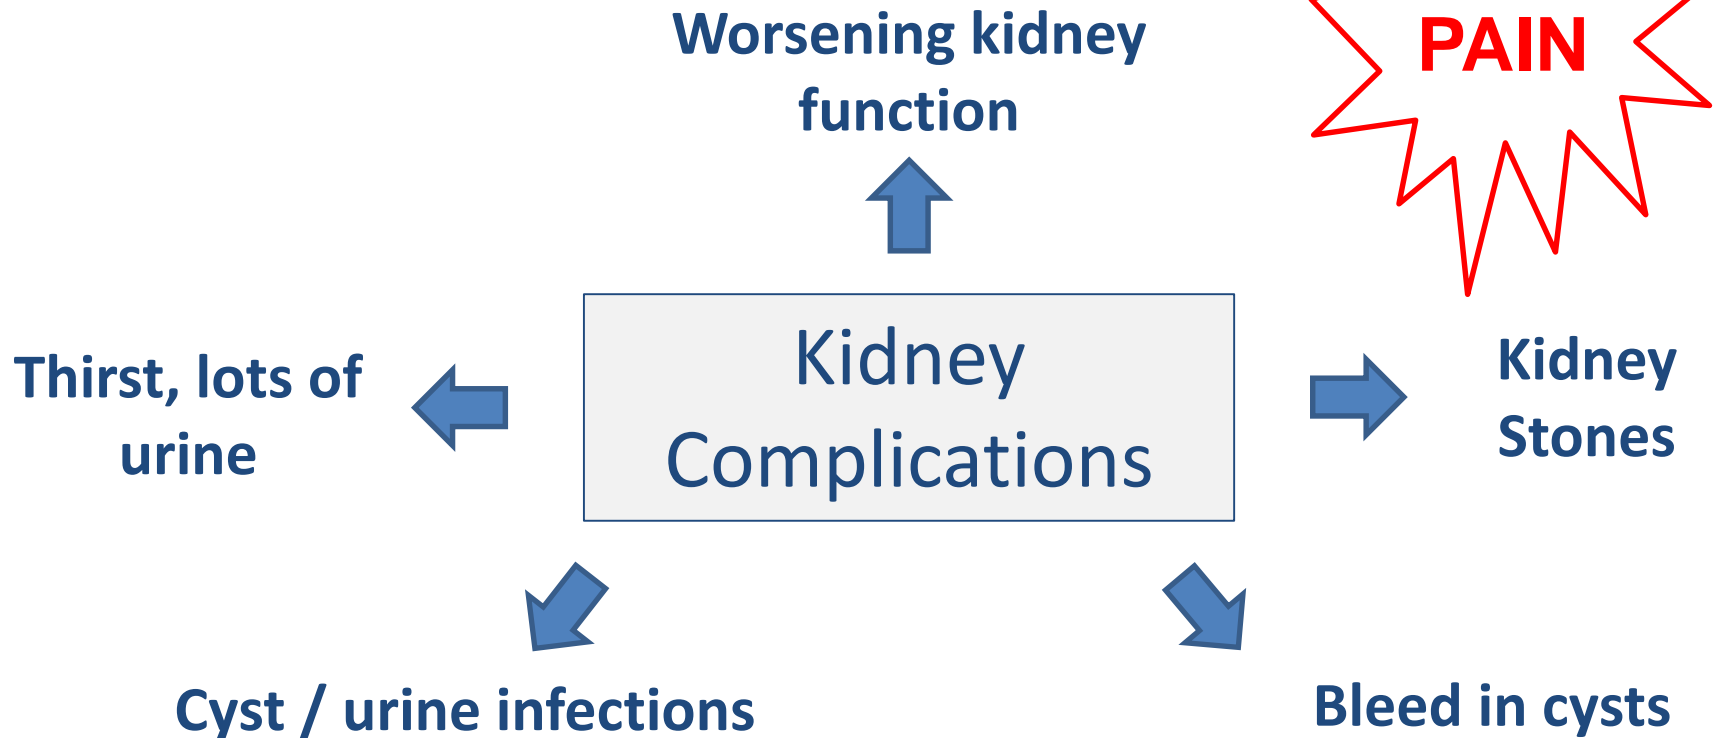 Worsening kidney
function
PAIN
Kidney
Complications
Thirst, lots of
urine
Kidney
Stones
Cyst / urine infections
Bleed in cysts